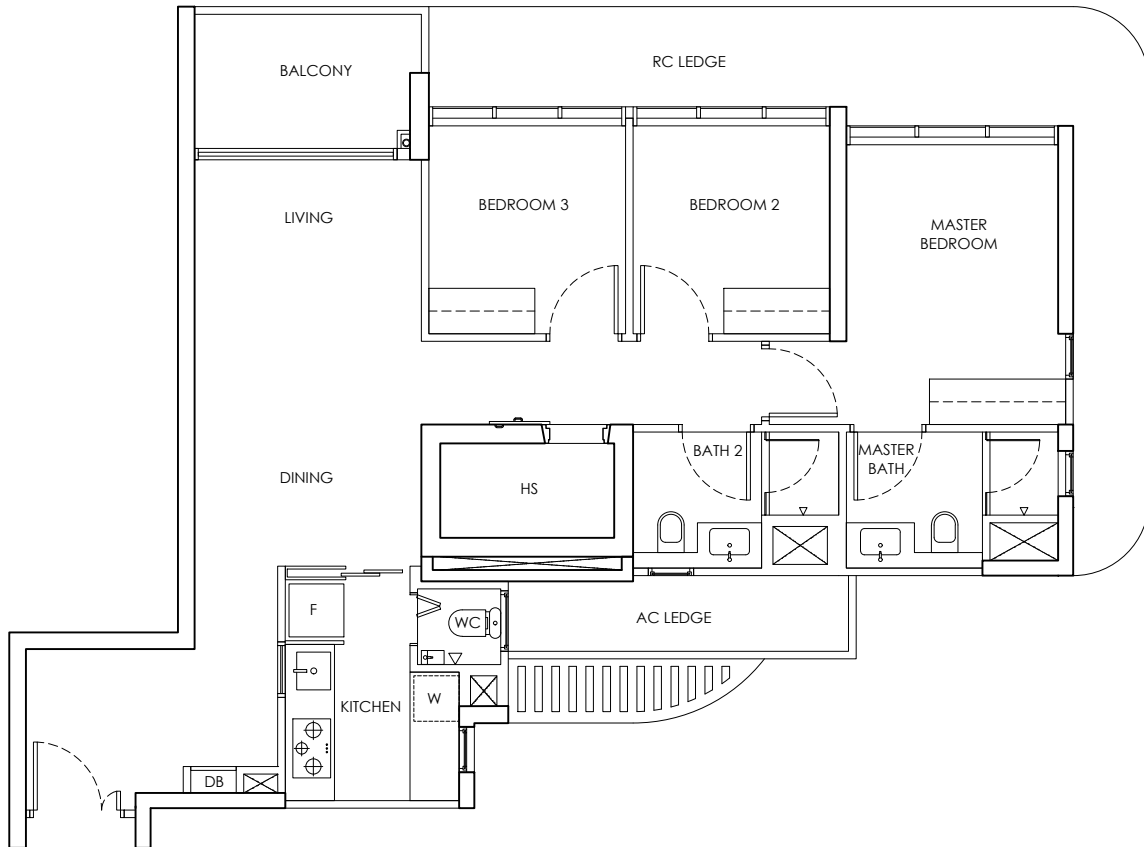 RC LEDGE
BALCONY
BEDROOM 3
BEDROOM 2
LIVING
MASTER
BEDROOM
BATH 2
MASTER
BATH
DINING
HS
F
WC
AC LEDGE
W
KITCHEN
DB